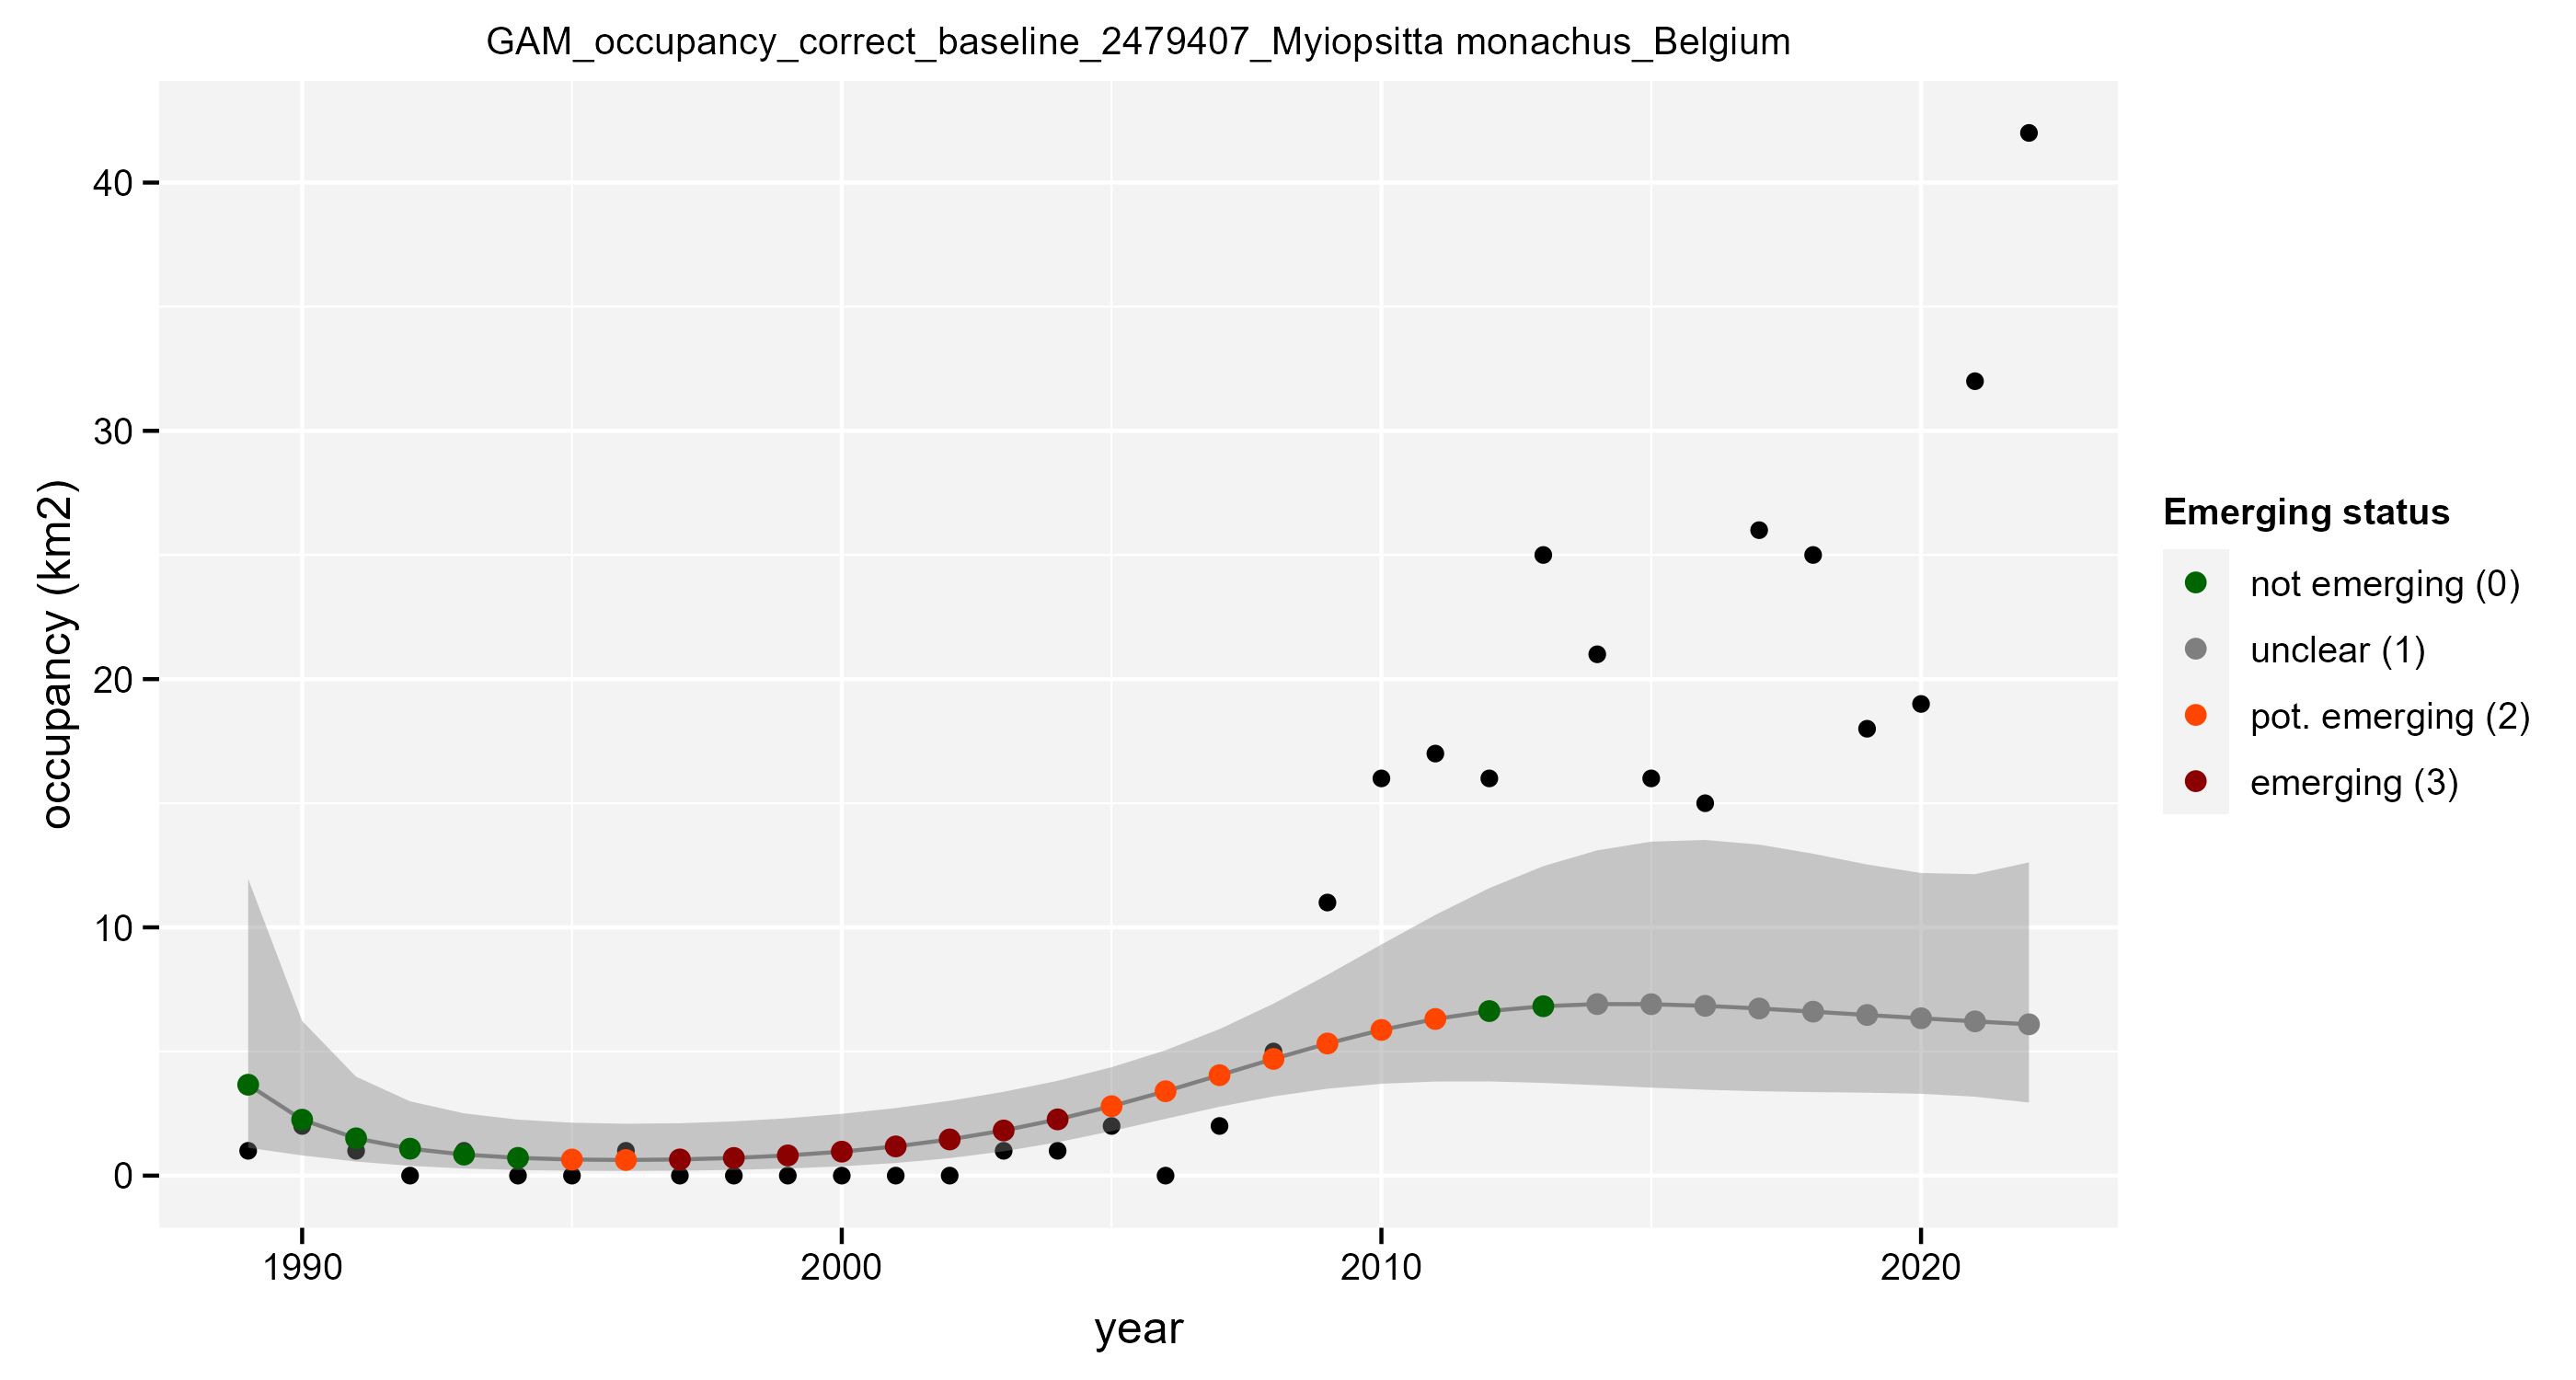 GAM_occupancy_correct_baseline_2479407_Myiopsitta monachus_Belgium
occupancy (km2)
40
30
20
10
0
1990 2000 2010 2020
year
Emerging status
not emerging (0)
unclear (1)
pot. emerging (2)
emerging (3)